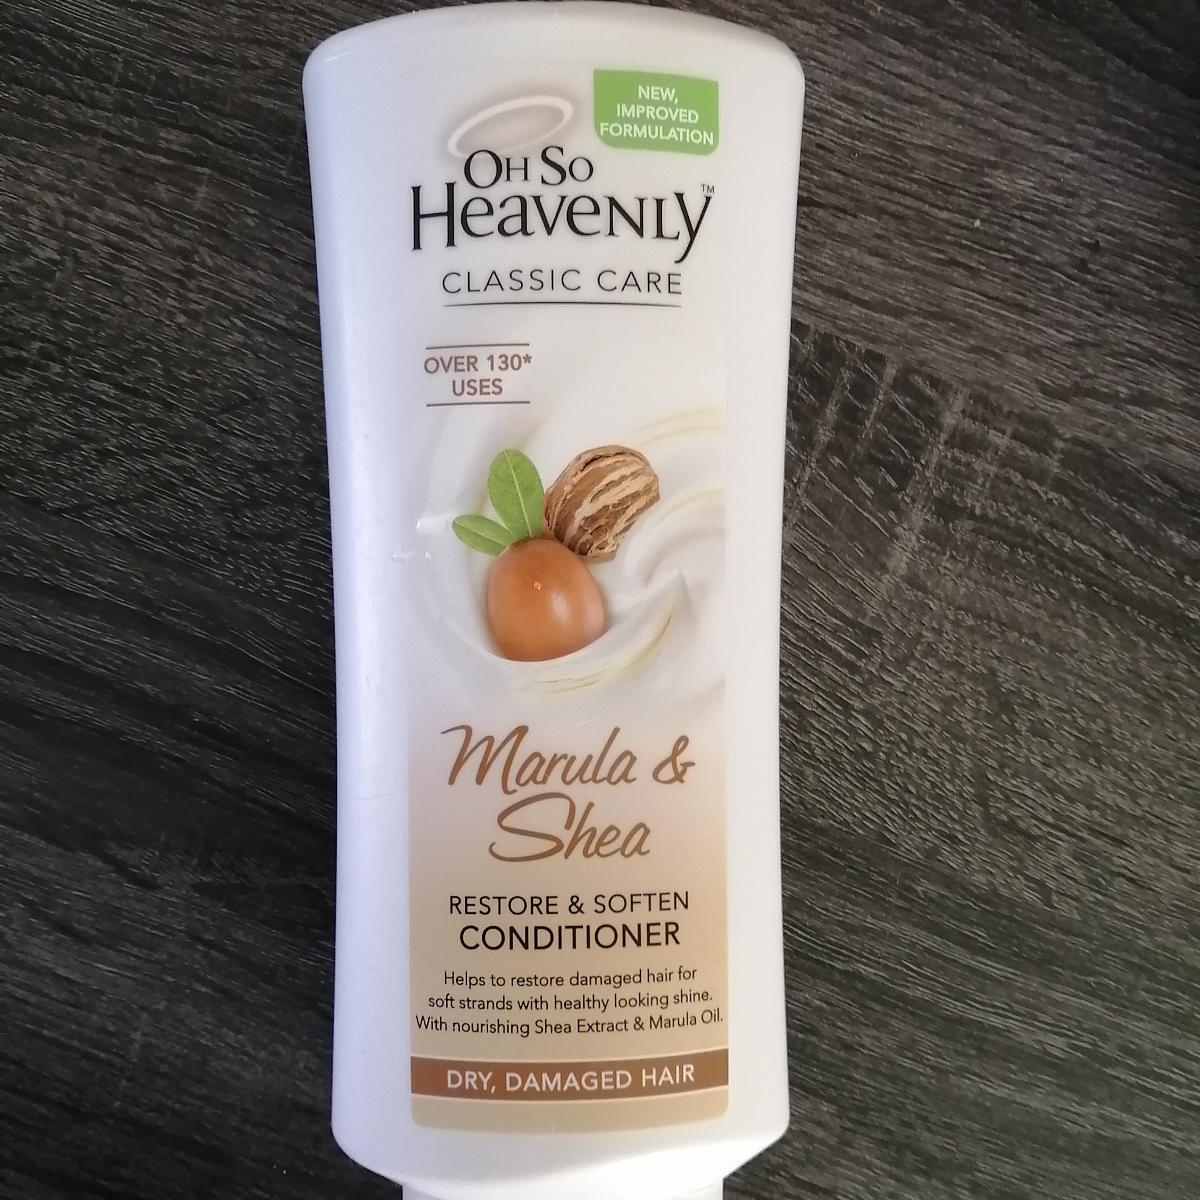 NEW,
IMPROVED
FORMULATION
OH SO
HEAVENLY™
CLASSIC CARE
OVER 130*
USES
Marula &
Shea
RESTORE & SOFTEN
CONDITIONER
Helps to restore damaged hair for
soft strands with healthy looking shine.
With nourishing Shea Extract & Marula Oil.
DRY, DAMAGED HAIR